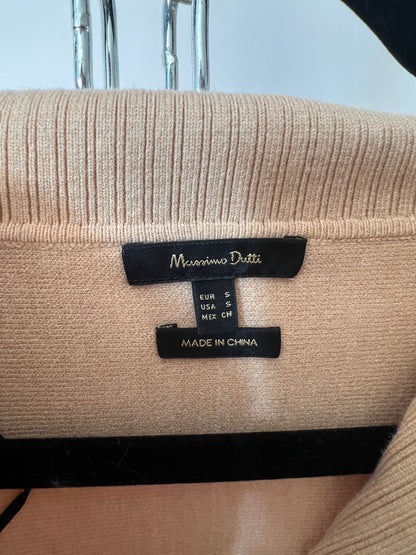 Massimo Dutti
EUR S
USA S
MEX CH
MADE IN CHINA